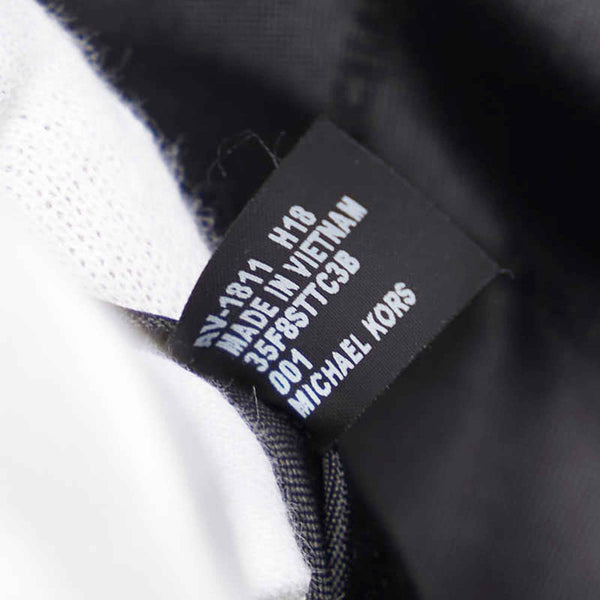 AV-1811 H18
MADE IN VIETNAM
35F8STTC3B
001
MICHAEL KORS